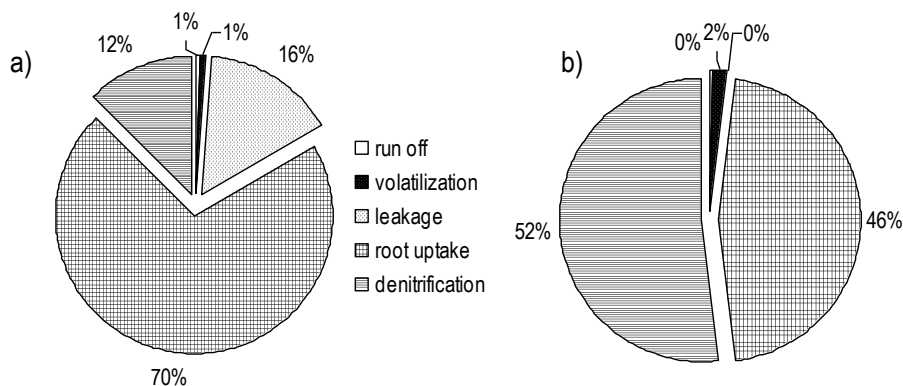 a)
1%
1%
12%
16%
70%
run off
volatilization
leakage
root uptake
denitrification
b)
0%
2%
0%
52%
46%